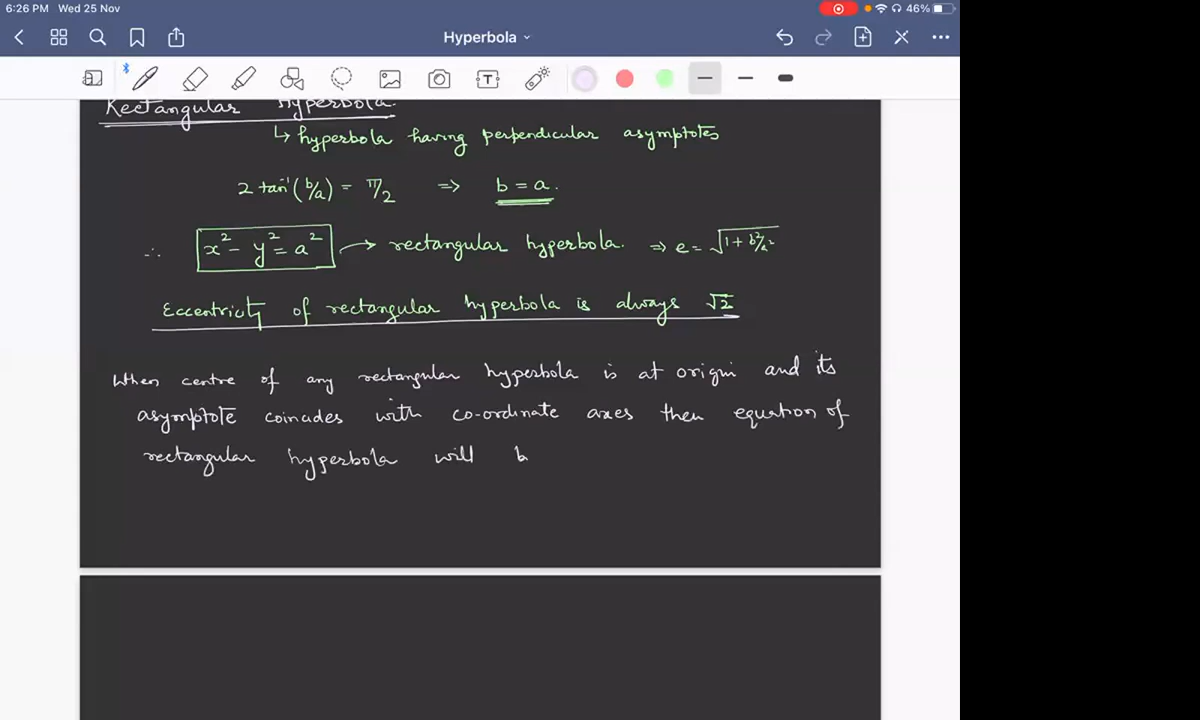 6:26 PM Wed 25 Nov
46%
Hyperbola
Rectangular Hyperbola.
↳ hyperbola having perpendicular asymptotes
2 tan⁻¹(b/a) = π/2 ⇒ b = a.
∴ x² - y² = a² → rectangular hyperbola. ⇒ e = √(1 + b²/a²)
Eccentricity of rectangular hyperbola is always √2
When centre of any rectangular hyperbola is at origin and its
asymptote coincides with co-ordinate axes then equation of
rectangular hyperbola will b